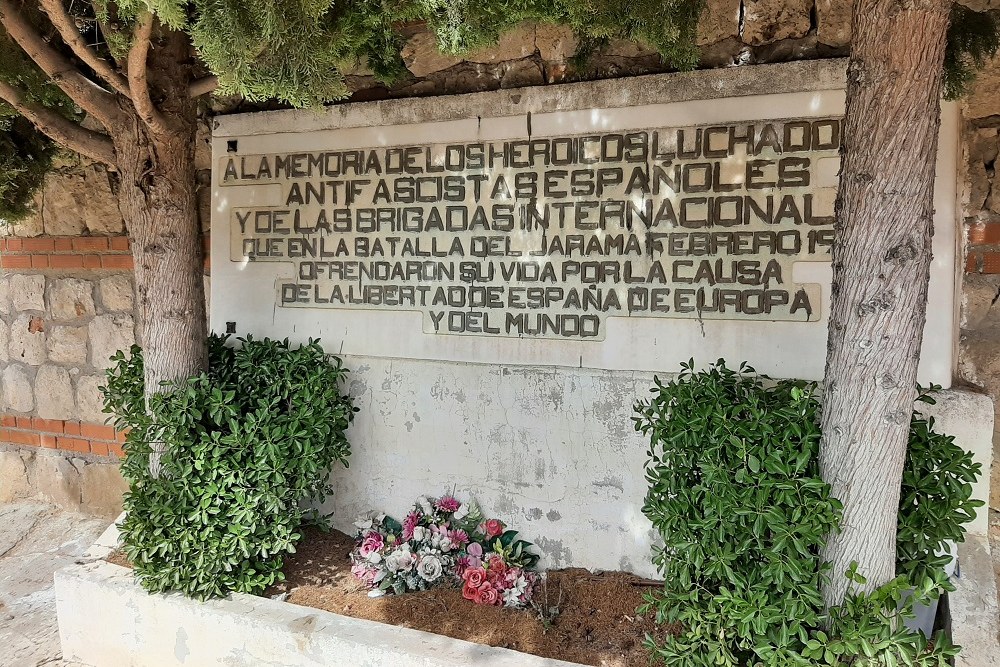 A LA MEMORIA DE LOS HEROICOS LUCHADO
ANTIFASCISTAS ESPAÑOLES
Y DE LAS BRIGADAS INTERNACIONAL
QUE EN LA BATALLA DEL JARAMA FEBRERO 19
OFRENDARON SU VIDA POR LA CAUSA
DE LA LIBERTAD DE ESPAÑA DE EUROPA
Y DEL MUNDO